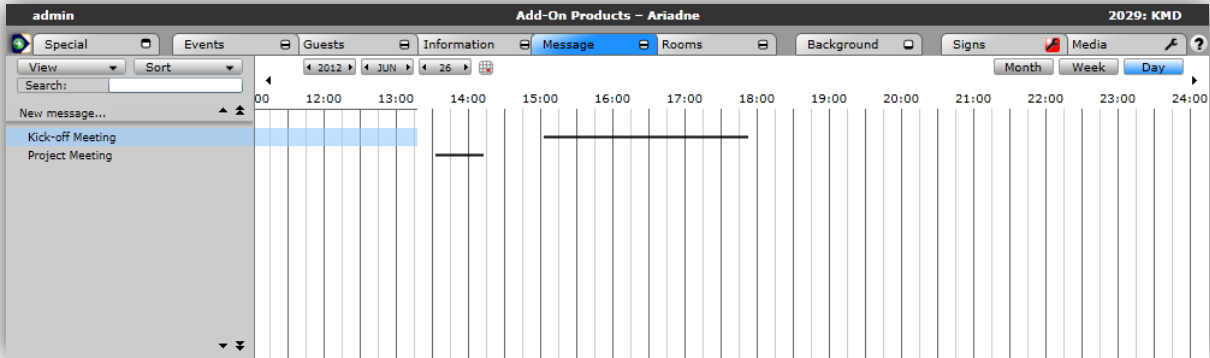 admin Add-On Products – Ariadne 2029: KMD
Special Events Guests Information Message Rooms Background Signs Media ?
View Sort 2012 JUN 26 Month Week Day
Search:
00 12:00 13:00 14:00 15:00 16:00 17:00 18:00 19:00 20:00 21:00 22:00 23:00 24:00
New message...
Kick-off Meeting
Project Meeting